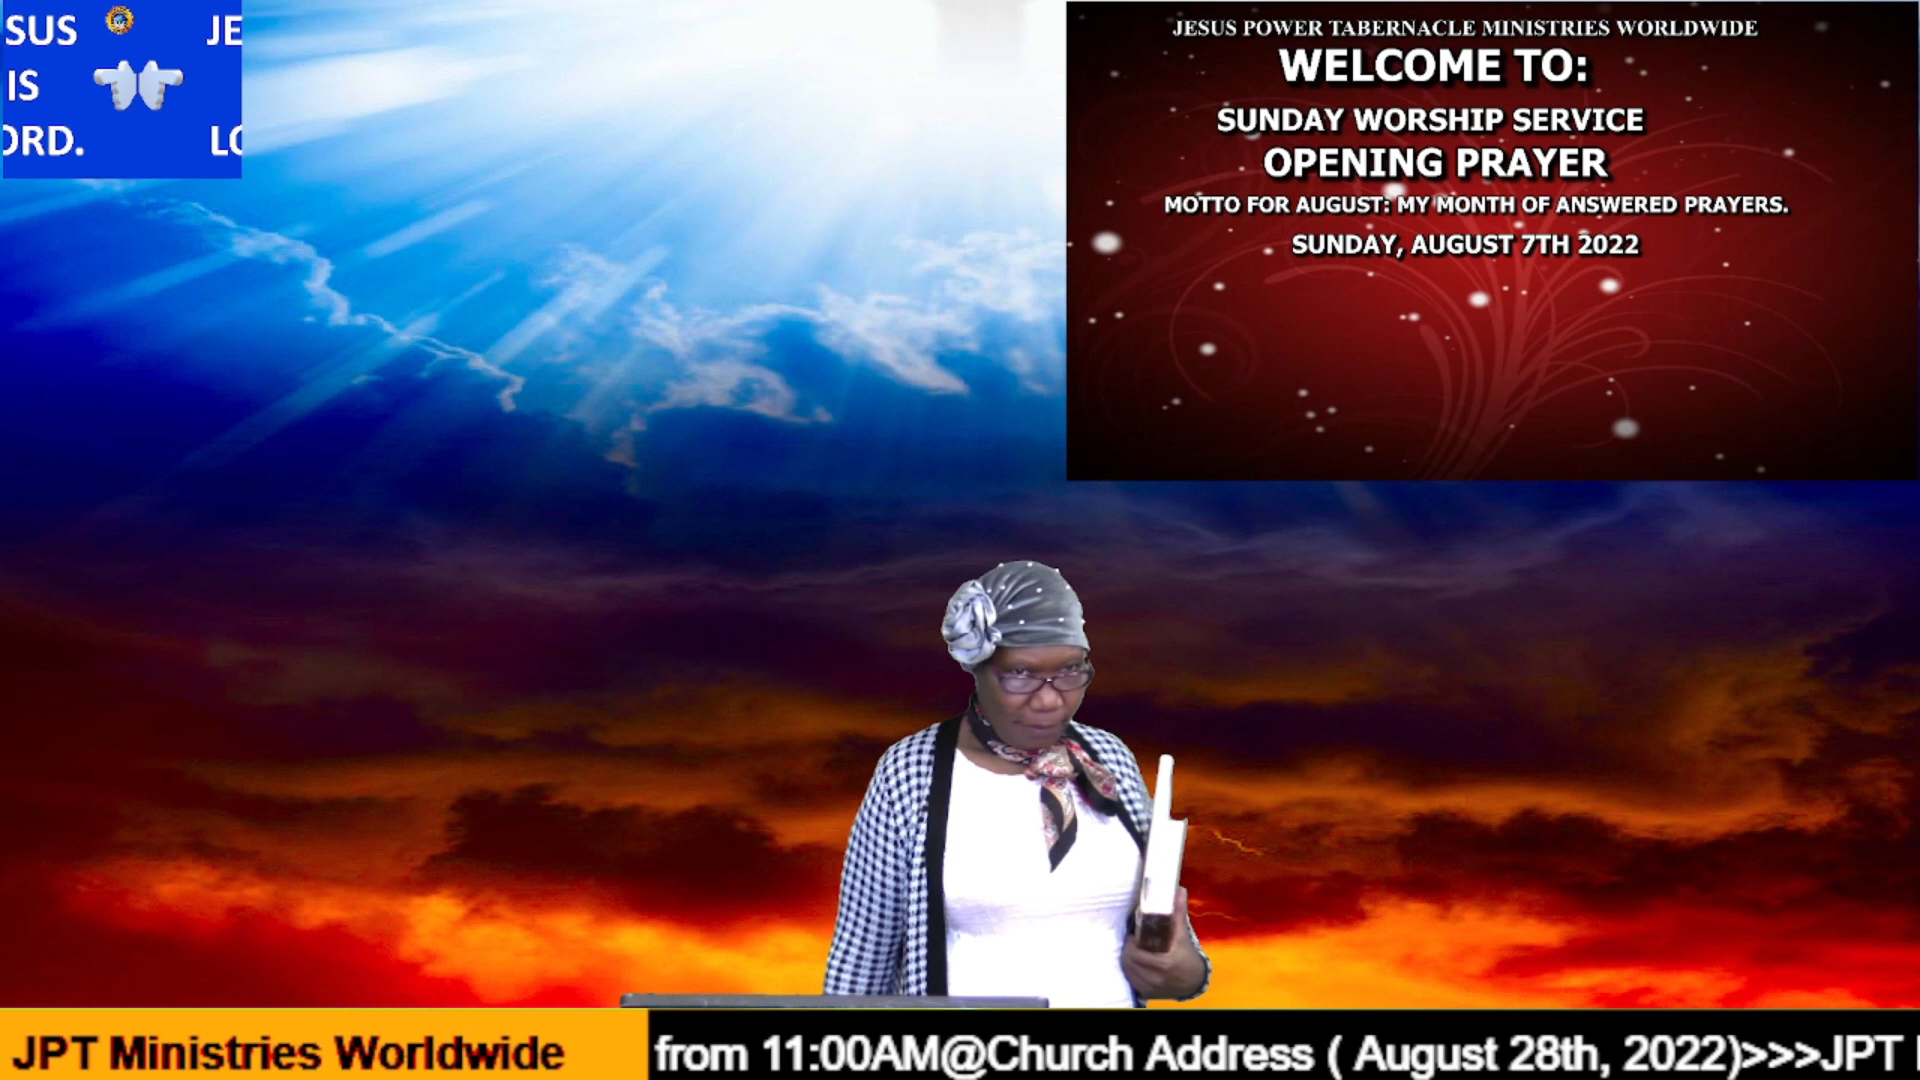 SUS JE
IS
ORD. LO
JESUS POWER TABERNACLE MINISTRIES WORLDWIDE
WELCOME TO:
SUNDAY WORSHIP SERVICE
OPENING PRAYER
MOTTO FOR AUGUST: MY MONTH OF ANSWERED PRAYERS.
SUNDAY, AUGUST 7TH 2022
JPT Ministries Worldwide from 11:00AM@Church Address ( August 28th, 2022)>>>JPT